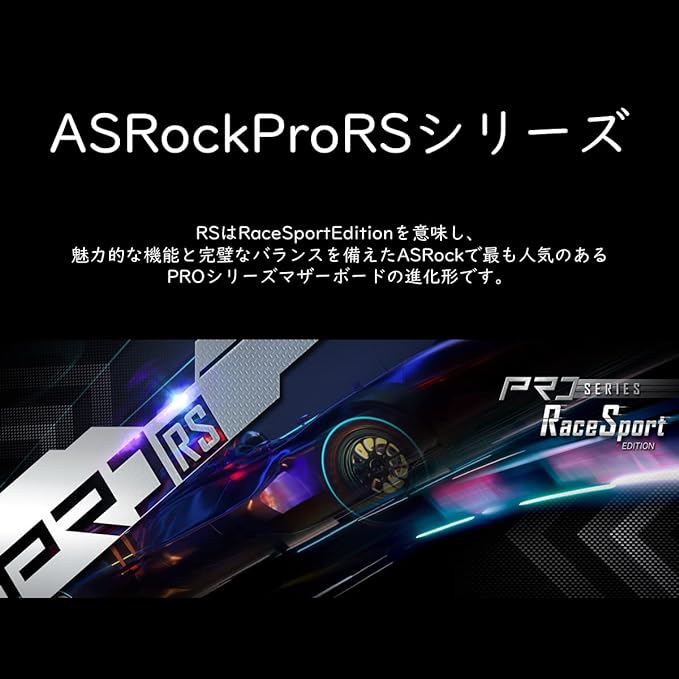 ASRockProRSシリーズ
RSはRaceSportEditionを意味し、
魅力的な機能と完璧なバランスを備えたASRockで最も人気のある
PROシリーズマザーボードの進化形です。
PRO SERIES
RaceSport
EDITION
PRO RS